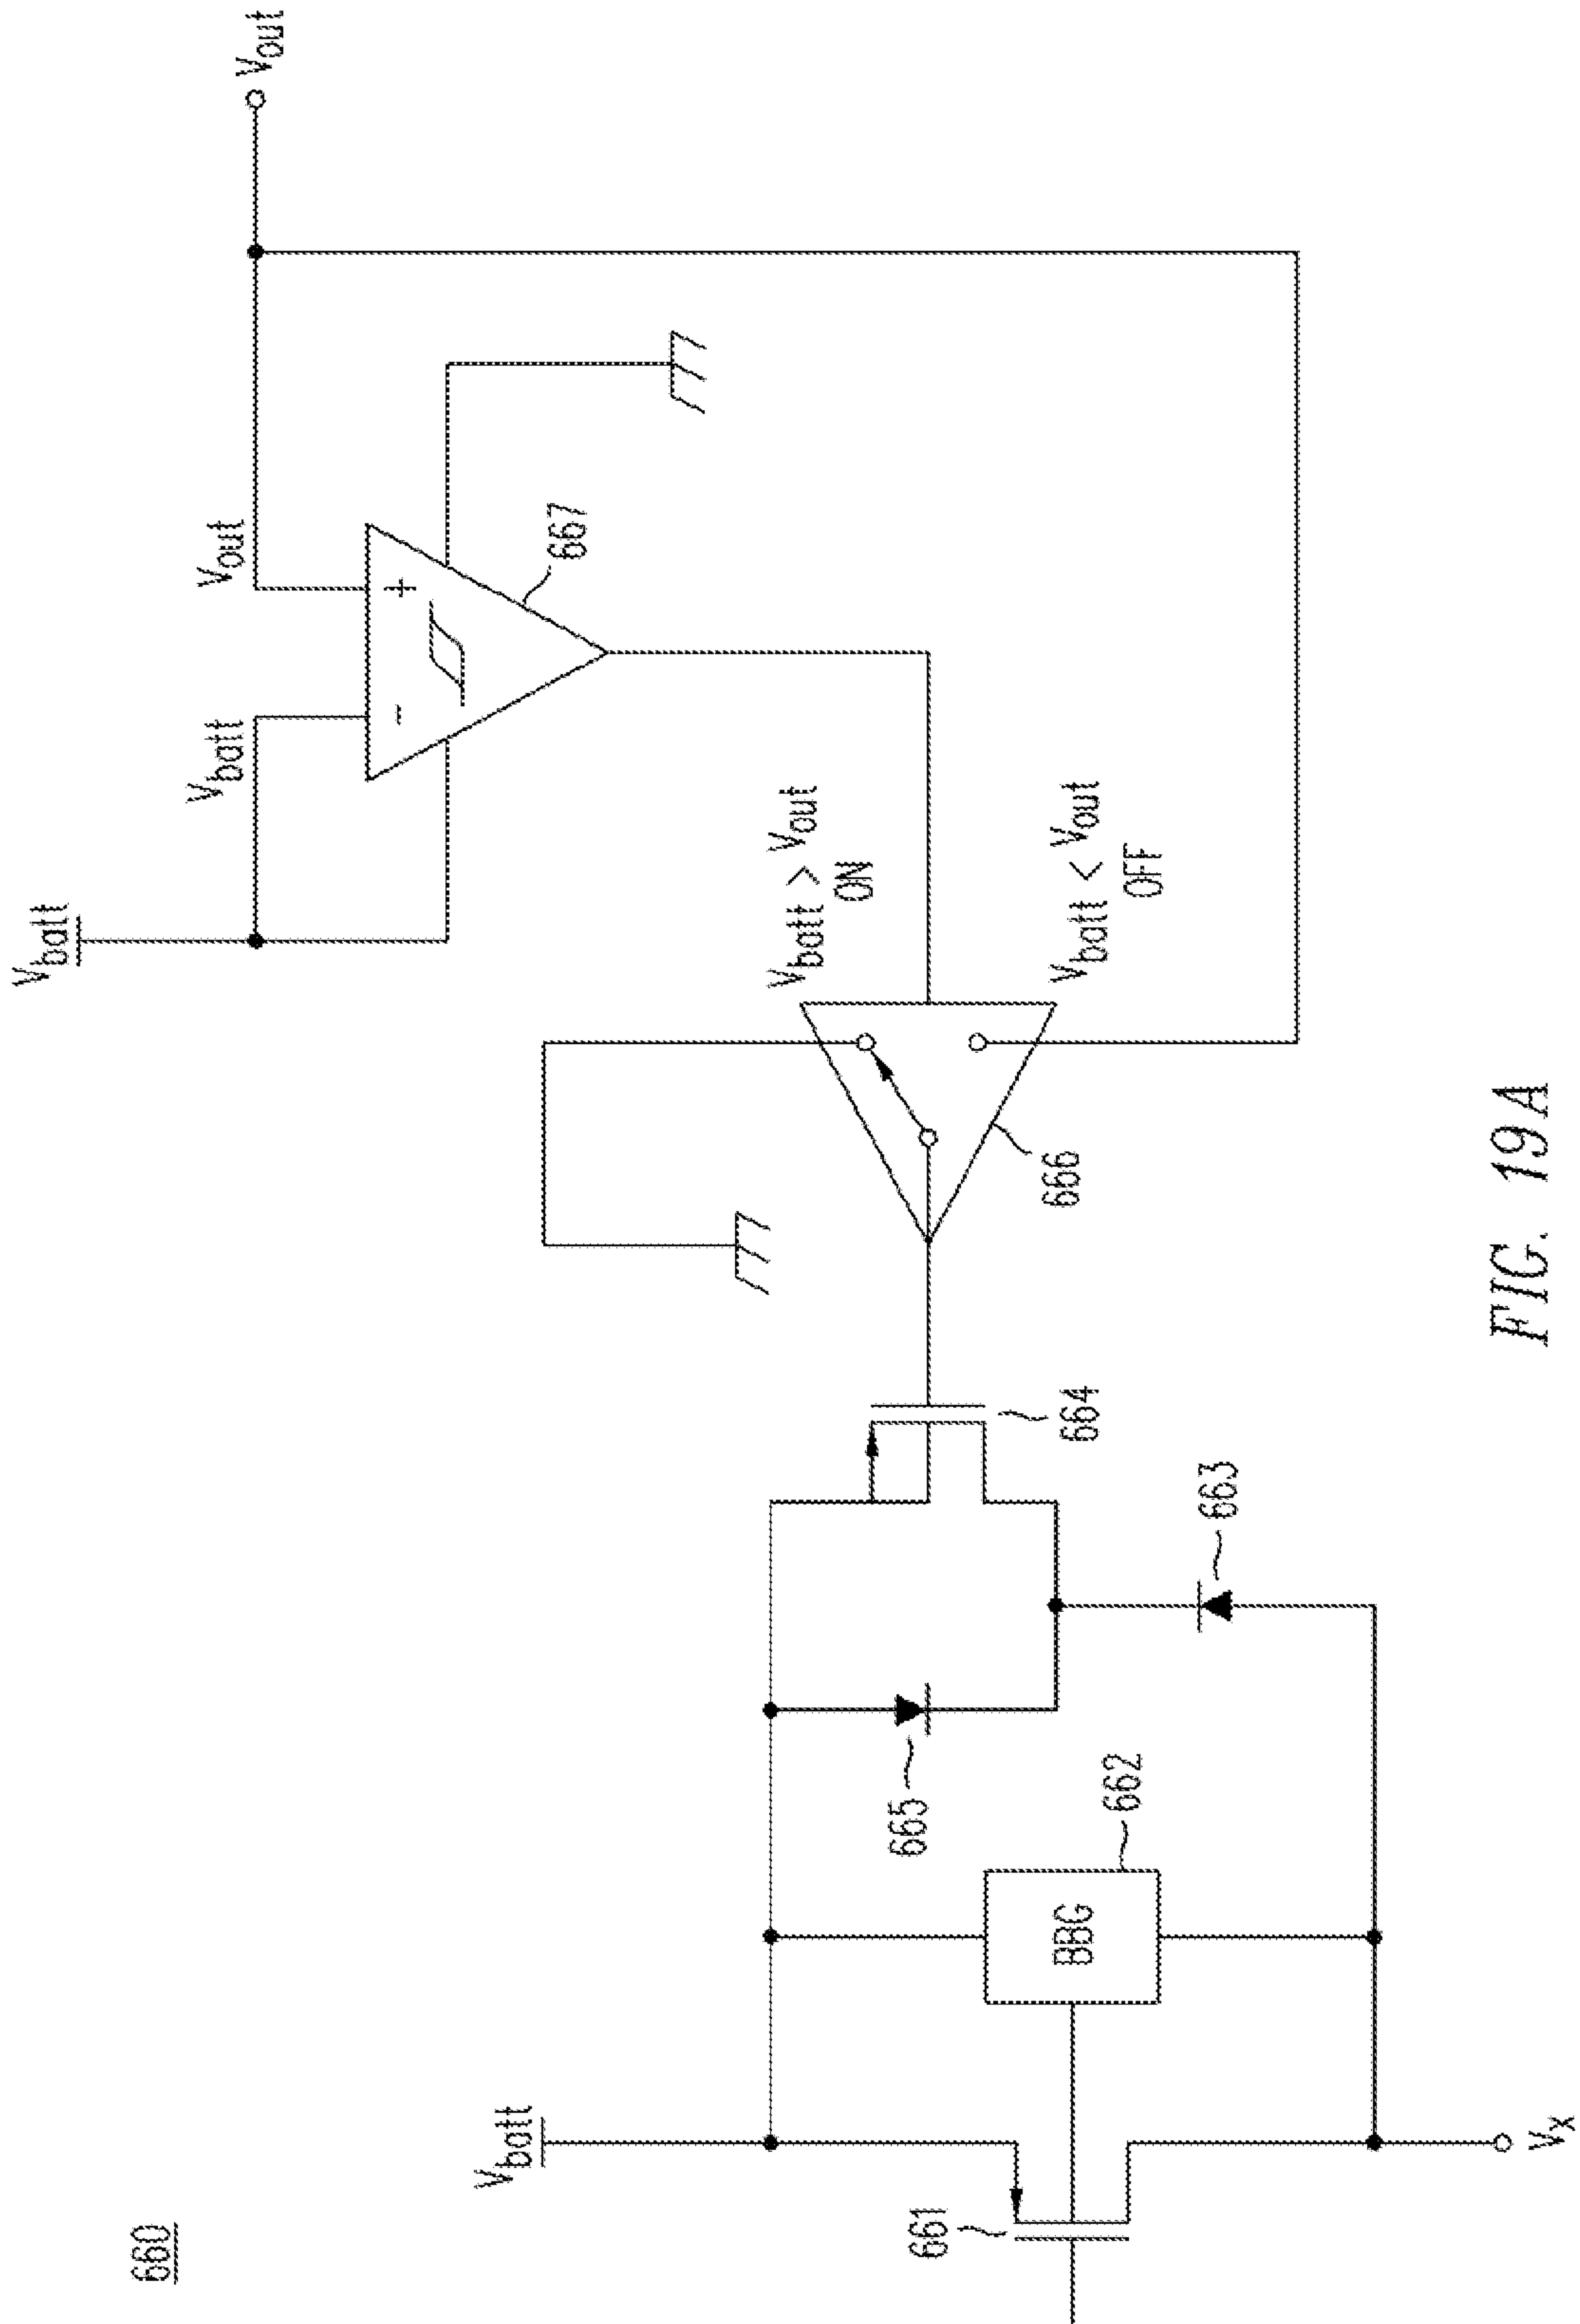 660
Vbatt
Vbatt
Vout
Vout
Vbatt
-
+
667
Vbatt > Vout
ON
Vbatt < Vout
OFF
666
664
665
663
BBG
662
661
Vx
FIG. 19A